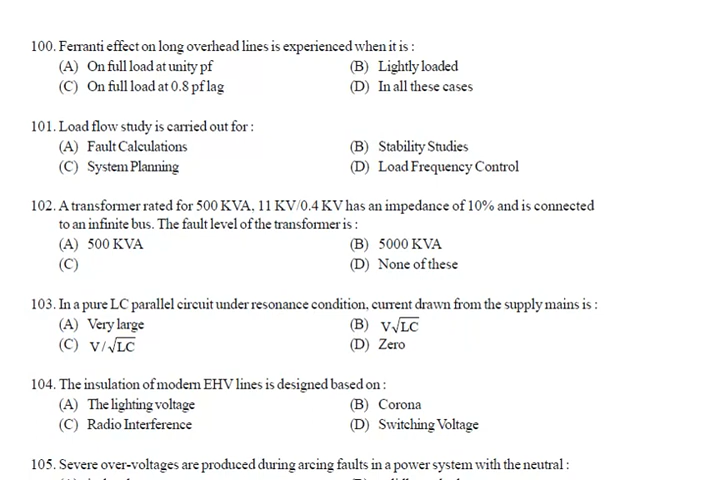 100. Ferranti effect on long overhead lines is experienced when it is :
(A) On full load at unity pf (B) Lightly loaded
(C) On full load at 0.8 pf lag (D) In all these cases
101. Load flow study is carried out for :
(A) Fault Calculations (B) Stability Studies
(C) System Planning (D) Load Frequency Control
102. A transformer rated for 500 KVA, 11 KV/0.4 KV has an impedance of 10% and is connected
to an infinite bus. The fault level of the transformer is :
(A) 500 KVA (B) 5000 KVA
(C) (D) None of these
103. In a pure LC parallel circuit under resonance condition, current drawn from the supply mains is :
(A) Very large (B) V√LC
(C) V/√LC (D) Zero
104. The insulation of modern EHV lines is designed based on :
(A) The lighting voltage (B) Corona
(C) Radio Interference (D) Switching Voltage
105. Severe over-voltages are produced during arcing faults in a power system with the neutral :